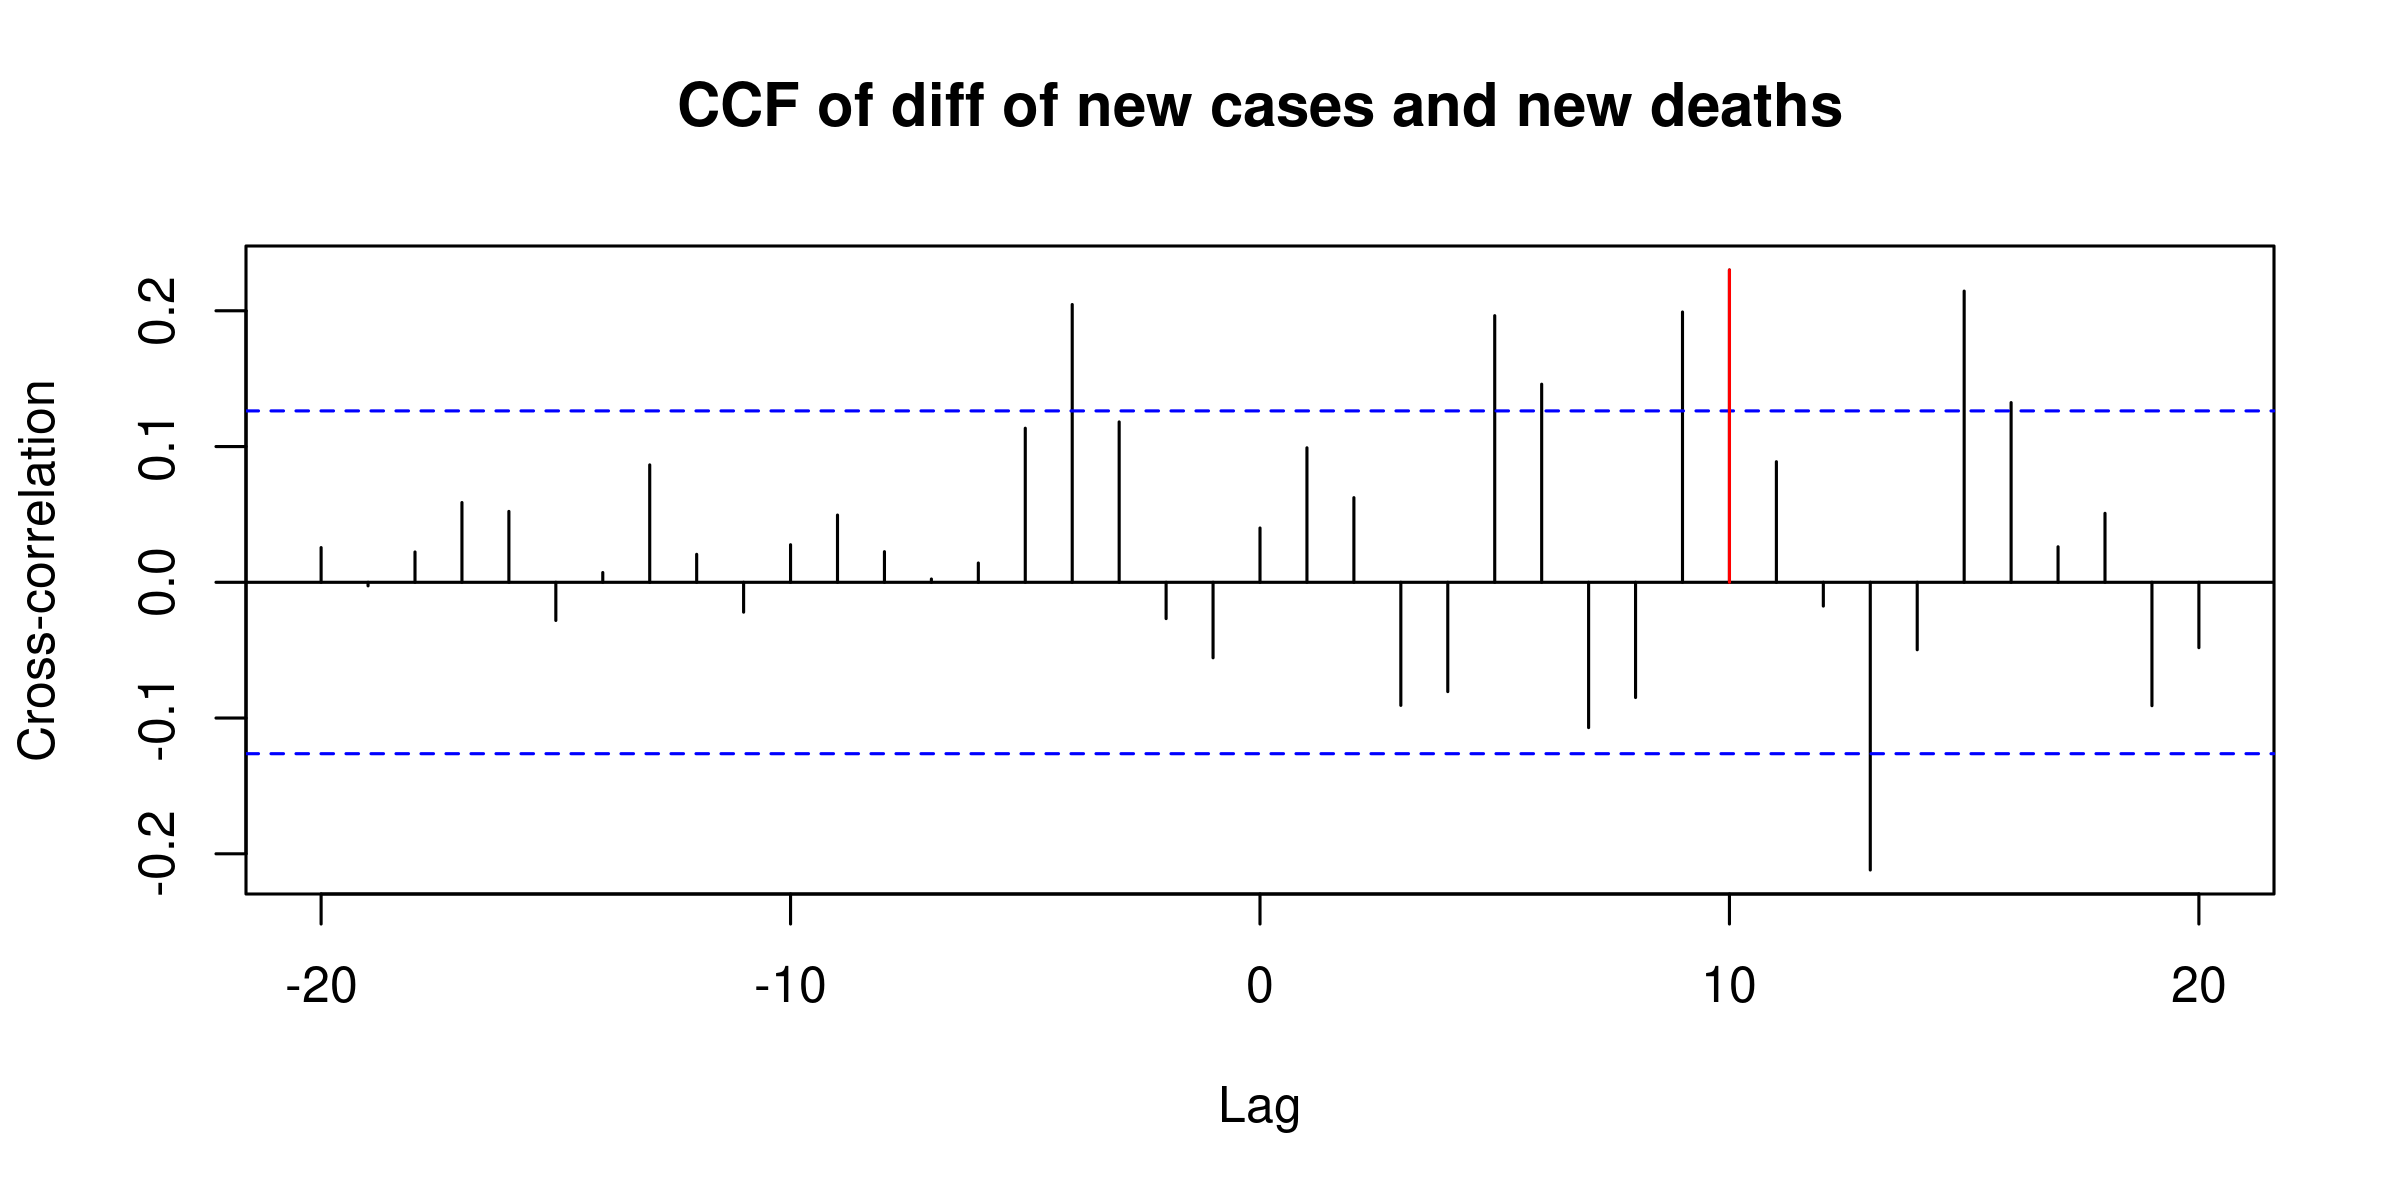 CCF of diff of new cases and new deaths
Cross-correlation
0.2
0.1
0.0
-0.1
-0.2
-20 -10 0 10 20
Lag